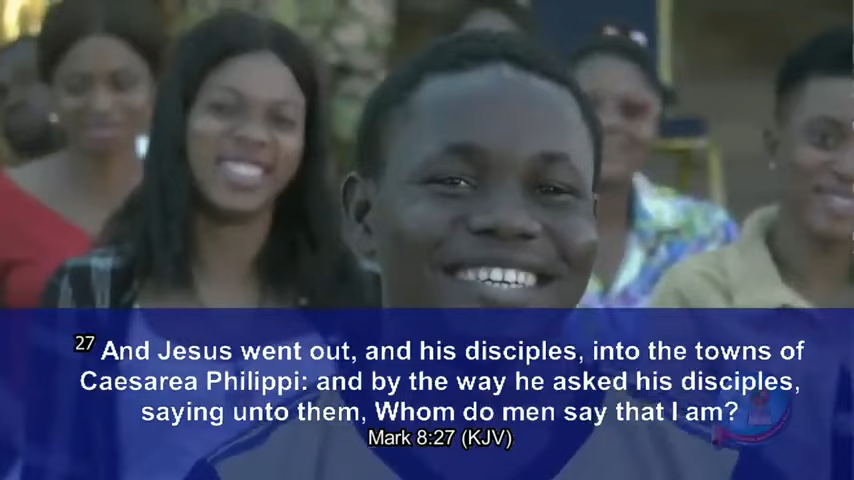 27 And Jesus went out, and his disciples, into the towns of
Caesarea Philippi: and by the way he asked his disciples,
saying unto them, Whom do men say that I am?
Mark 8:27 (KJV)